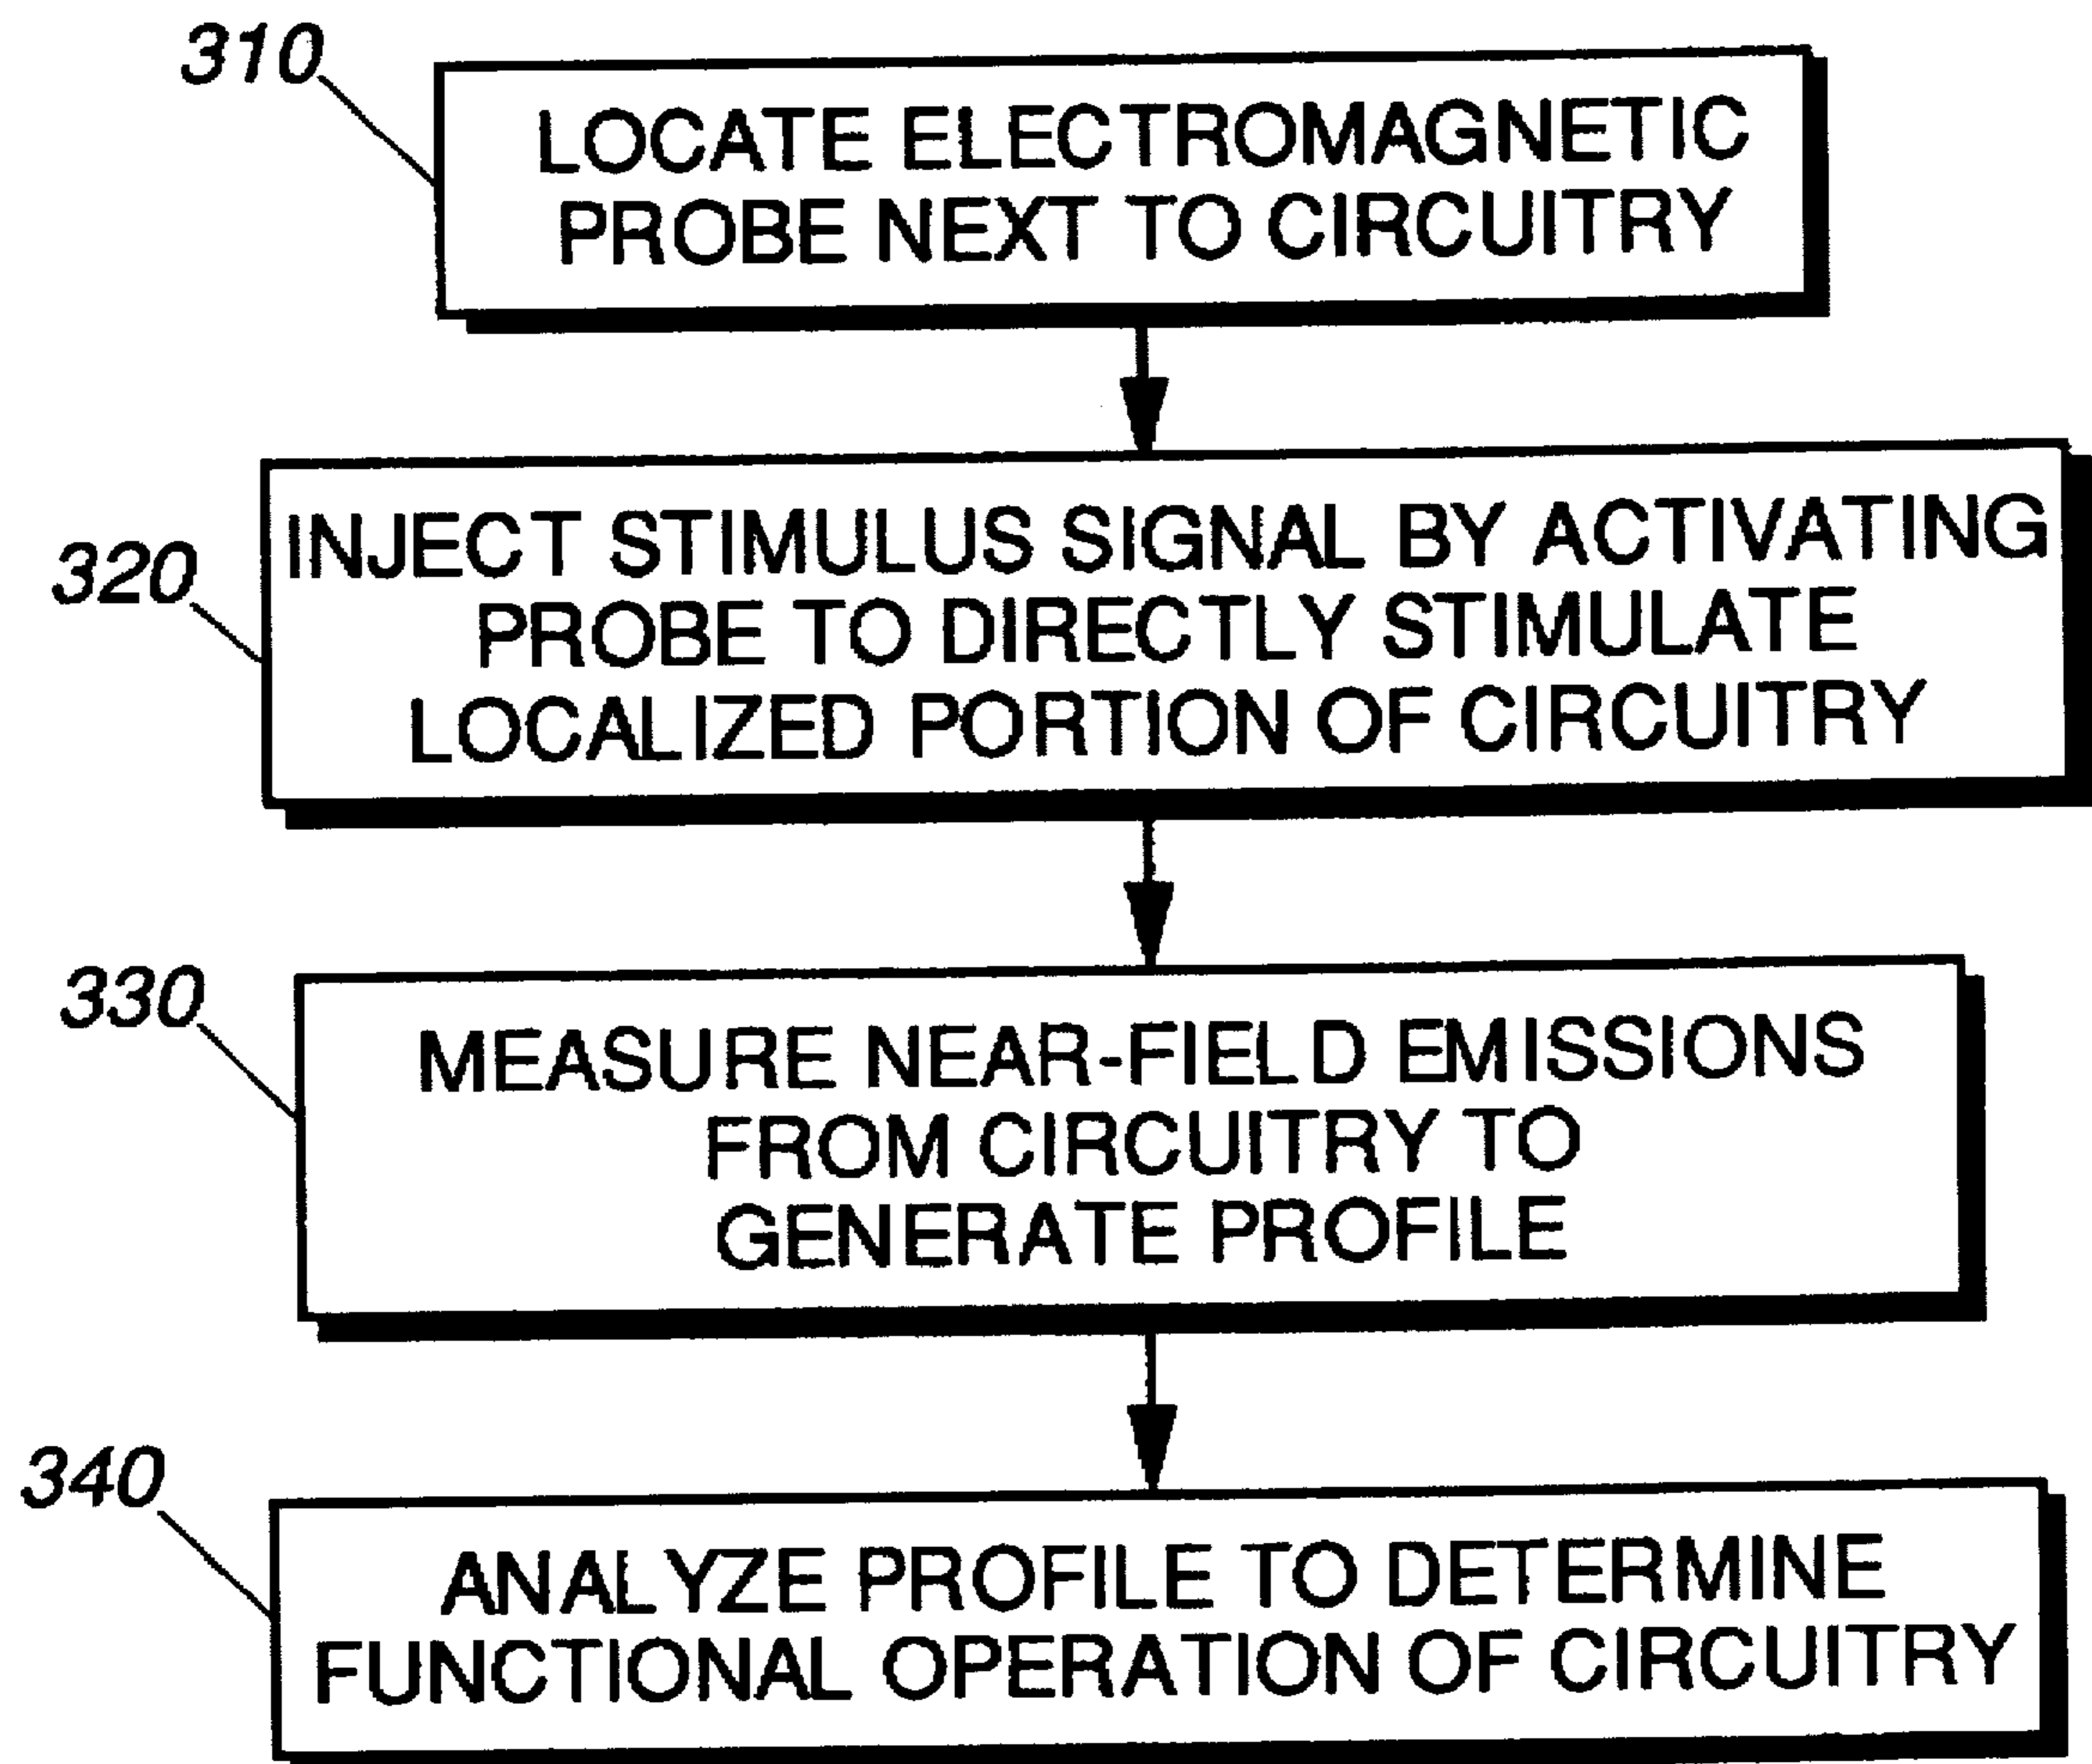 310
LOCATE ELECTROMAGNETIC
PROBE NEXT TO CIRCUITRY
320
INJECT STIMULUS SIGNAL BY ACTIVATING
PROBE TO DIRECTLY STIMULATE
LOCALIZED PORTION OF CIRCUITRY
330
MEASURE NEAR-FIELD EMISSIONS
FROM CIRCUITRY TO
GENERATE PROFILE
340
ANALYZE PROFILE TO DETERMINE
FUNCTIONAL OPERATION OF CIRCUITRY